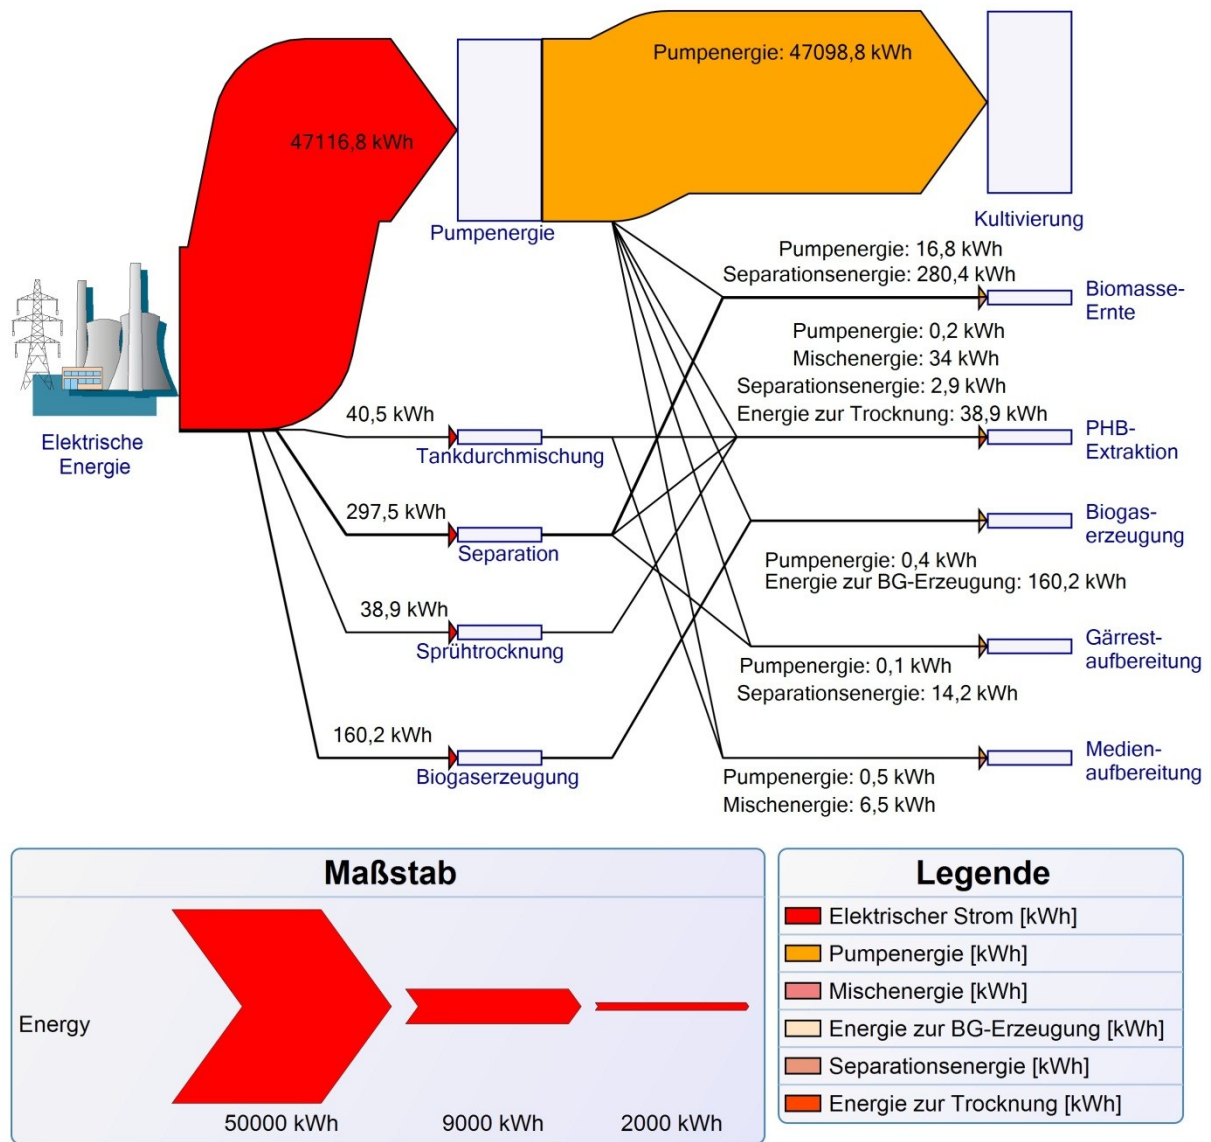 Pumpenergie: 47098,8 kWh
47116,8 kWh
Pumpenergie
Kultivierung
Pumpenergie: 16,8 kWh
Separationsenergie: 280,4 kWh
Biomasse-
Ernte
Pumpenergie: 0,2 kWh
Mischenergie: 34 kWh
Separationsenergie: 2,9 kWh
Energie zur Trocknung: 38,9 kWh
PHB-
Extraktion
Elektrische
Energie
40,5 kWh
Tankdurchmischung
297,5 kWh
Separation
Biogas-
erzeugung
Pumpenergie: 0,4 kWh
Energie zur BG-Erzeugung: 160,2 kWh
38,9 kWh
Sprühtrocknung
Gärrest-
aufbereitung
Pumpenergie: 0,1 kWh
Separationsenergie: 14,2 kWh
160,2 kWh
Biogaserzeugung
Medien-
aufbereitung
Pumpenergie: 0,5 kWh
Mischenergie: 6,5 kWh
Maßstab
Energy
50000 kWh
9000 kWh
2000 kWh
Legende
Elektrischer Strom [kWh]
Pumpenergie [kWh]
Mischenergie [kWh]
Energie zur BG-Erzeugung [kWh]
Separationsenergie [kWh]
Energie zur Trocknung [kWh]